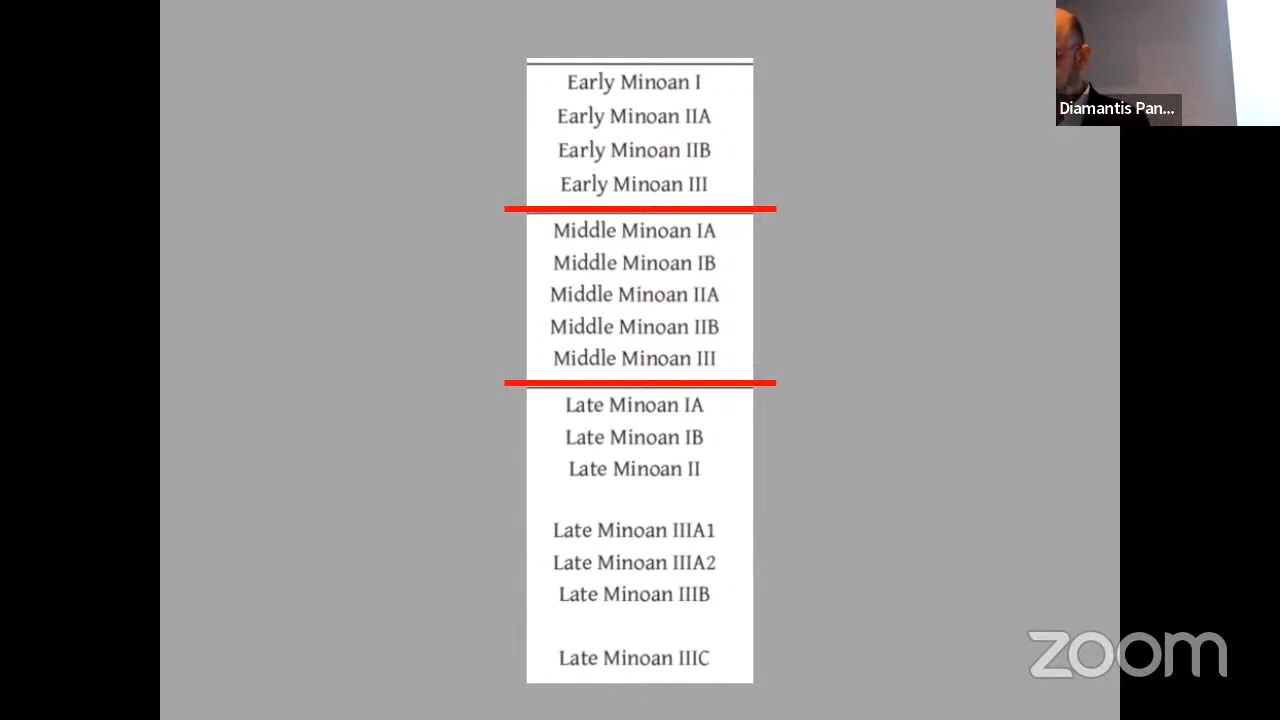 Early Minoan I
Early Minoan IIA
Early Minoan IIB
Early Minoan III
Middle Minoan IA
Middle Minoan IB
Middle Minoan IIA
Middle Minoan IIB
Middle Minoan III
Late Minoan IA
Late Minoan IB
Late Minoan II
Late Minoan IIIA1
Late Minoan IIIA2
Late Minoan IIIB
Late Minoan IIIC
Diamantis Pan...
zoom